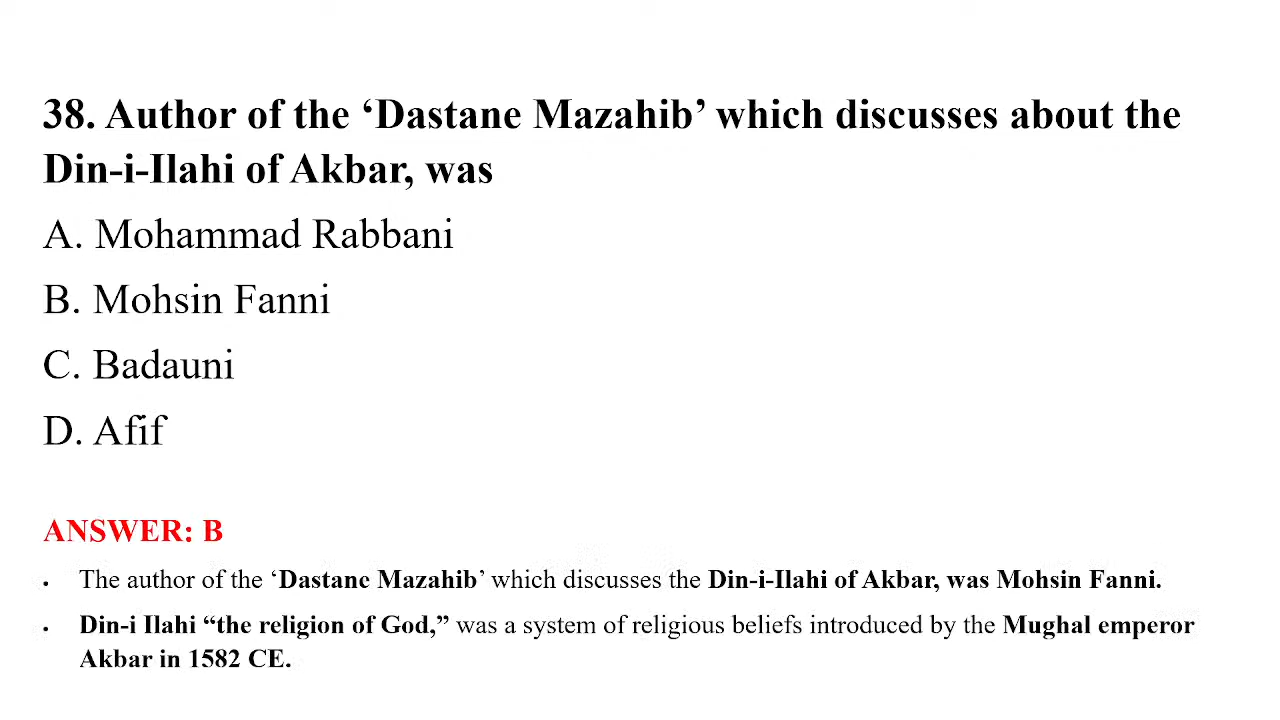 38. Author of the ‘Dastane Mazahib’ which discusses about the
Din-i-Ilahi of Akbar, was
A. Mohammad Rabbani
B. Mohsin Fanni
C. Badauni
D. Afif
ANSWER: B
• The author of the ‘Dastane Mazahib’ which discusses the Din-i-Ilahi of Akbar, was Mohsin Fanni.
• Din-i Ilahi “the religion of God,” was a system of religious beliefs introduced by the Mughal emperor
Akbar in 1582 CE.